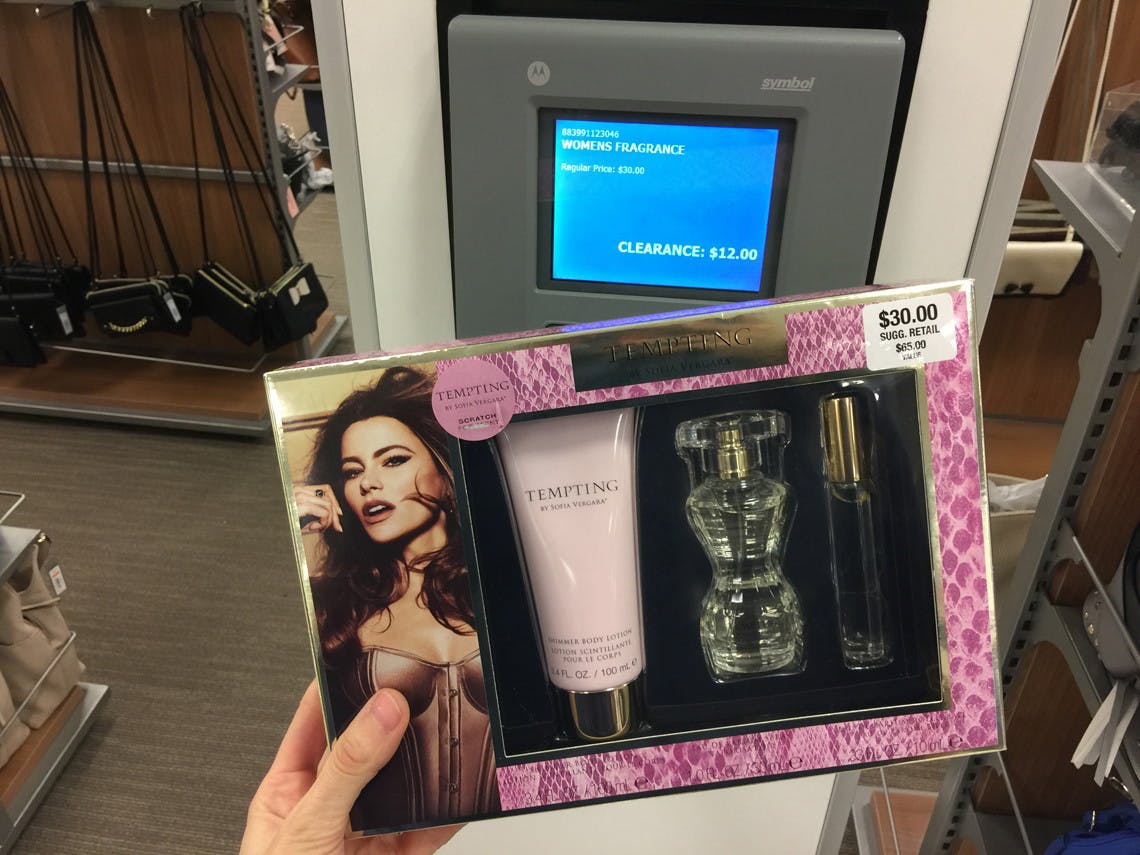 symbol
883991123046
WOMENS FRAGRANCE
Regular Price: $30.00
CLEARANCE: $12.00
TEMPTING
BY SOFIA VERGARA
$30.00
SUGG. RETAIL
$65.00
VALUE
TEMPTING
BY SOFIA VERGARA
SCRATCH
TEMPTING
BY SOFIA VERGARA
SHIMMER BODY LOTION
LOTION SCINTILLANTE
POUR LE CORPS
3.4 FL. OZ. / 100 mL e